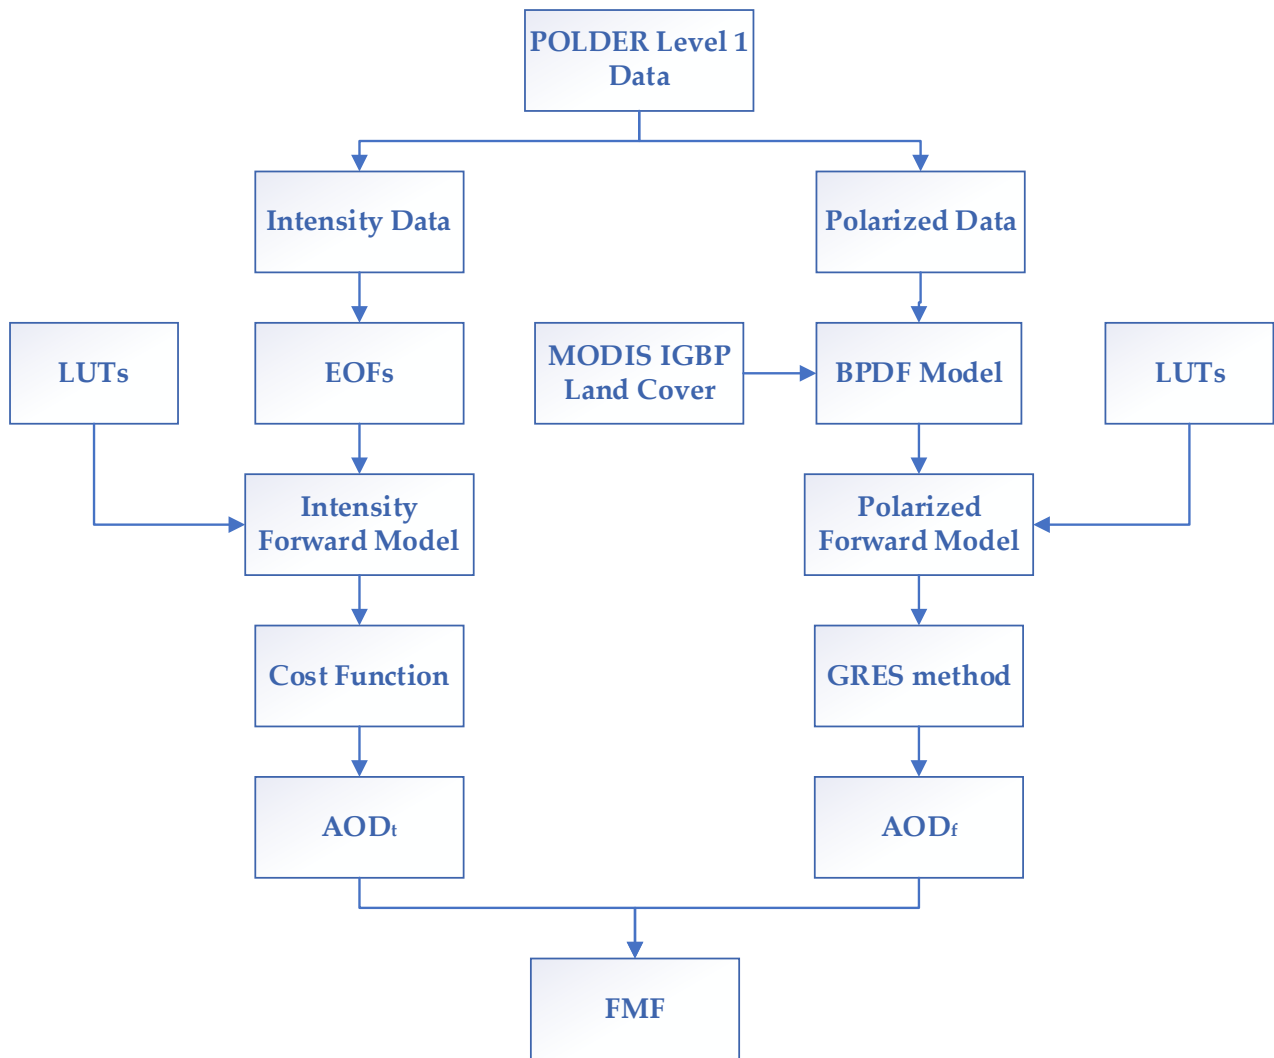 POLDER Level 1
Data
Intensity Data
Polarized Data
LUTs
EOFs
MODIS IGBP
Land Cover
BPDF Model
LUTs
Intensity
Forward Model
Polarized
Forward Model
Cost Function
GRES method
AODt
AODf
FMF